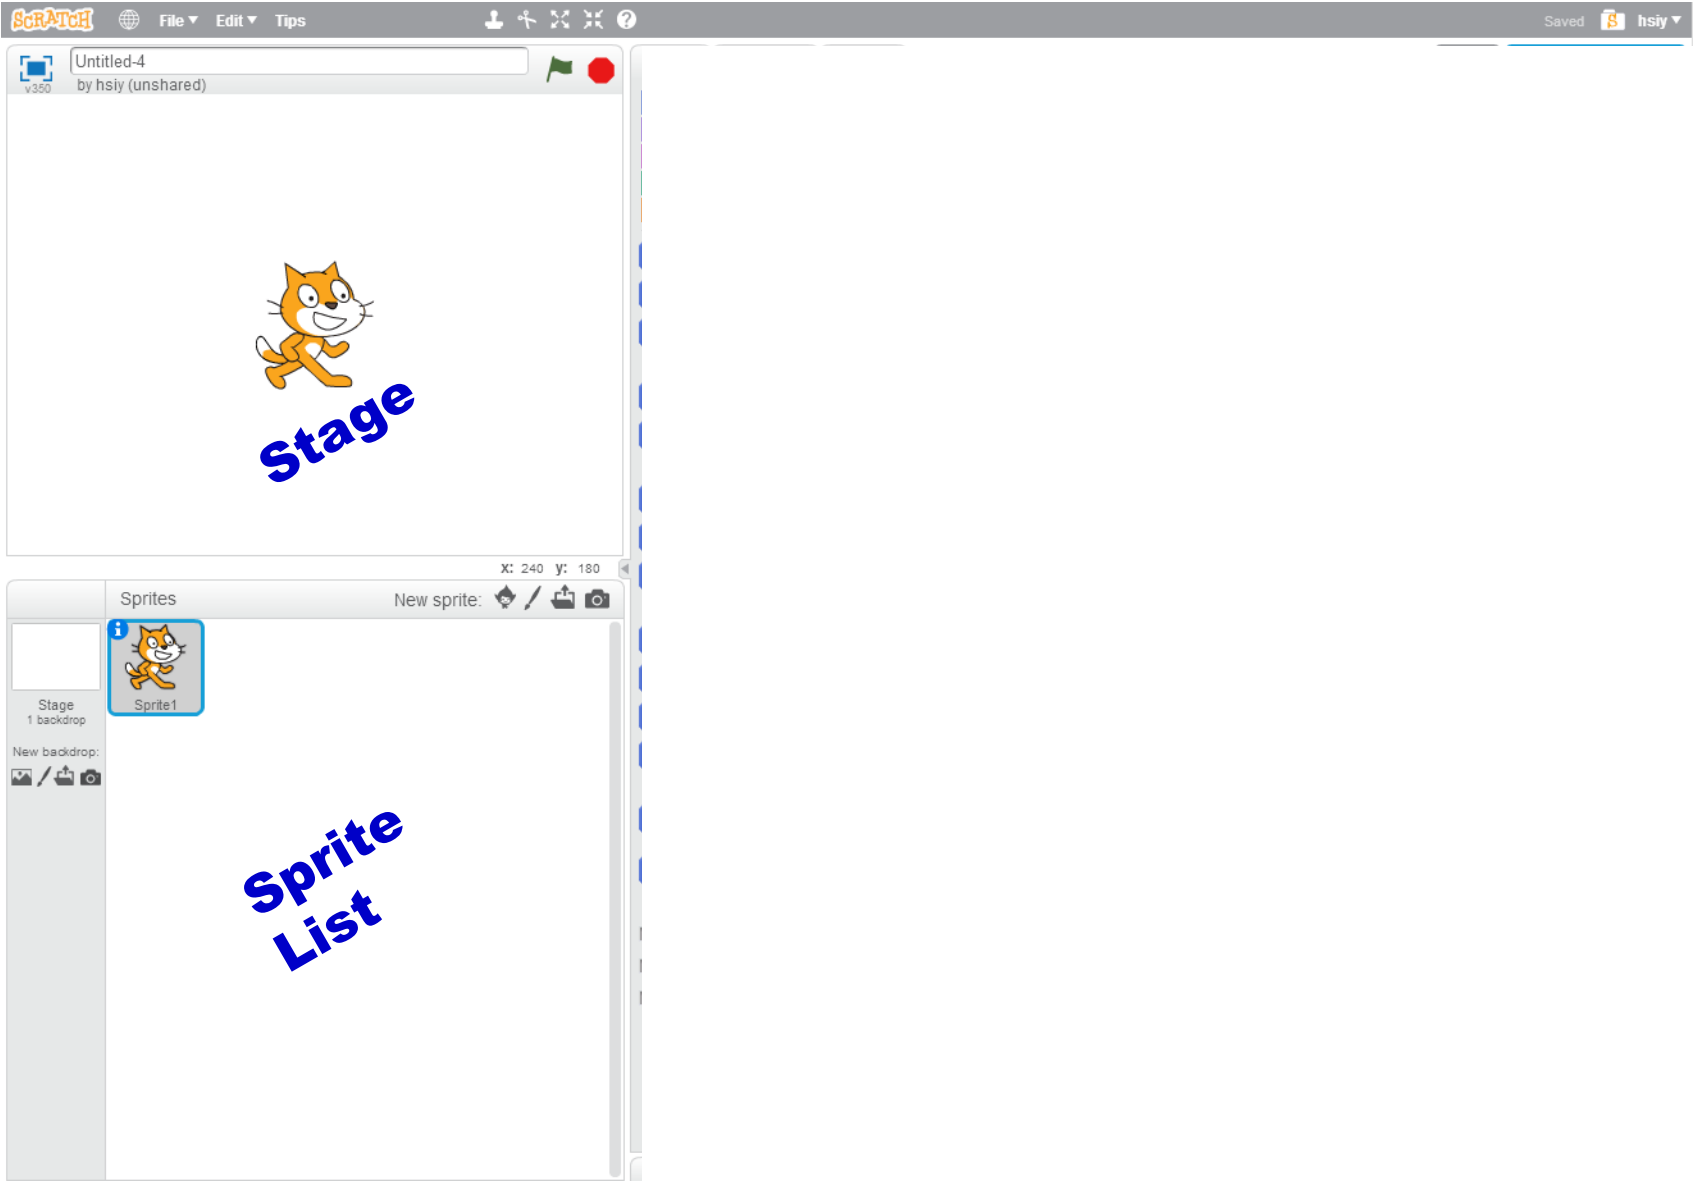 SCRATCH File Edit Tips Saved hsiy
Untitled-4
v350 by hsiy (unshared)
Stage
x: 240 y: 180
Sprites New sprite:
Sprite1
Stage
1 backdrop
New backdrop:
Sprite
List